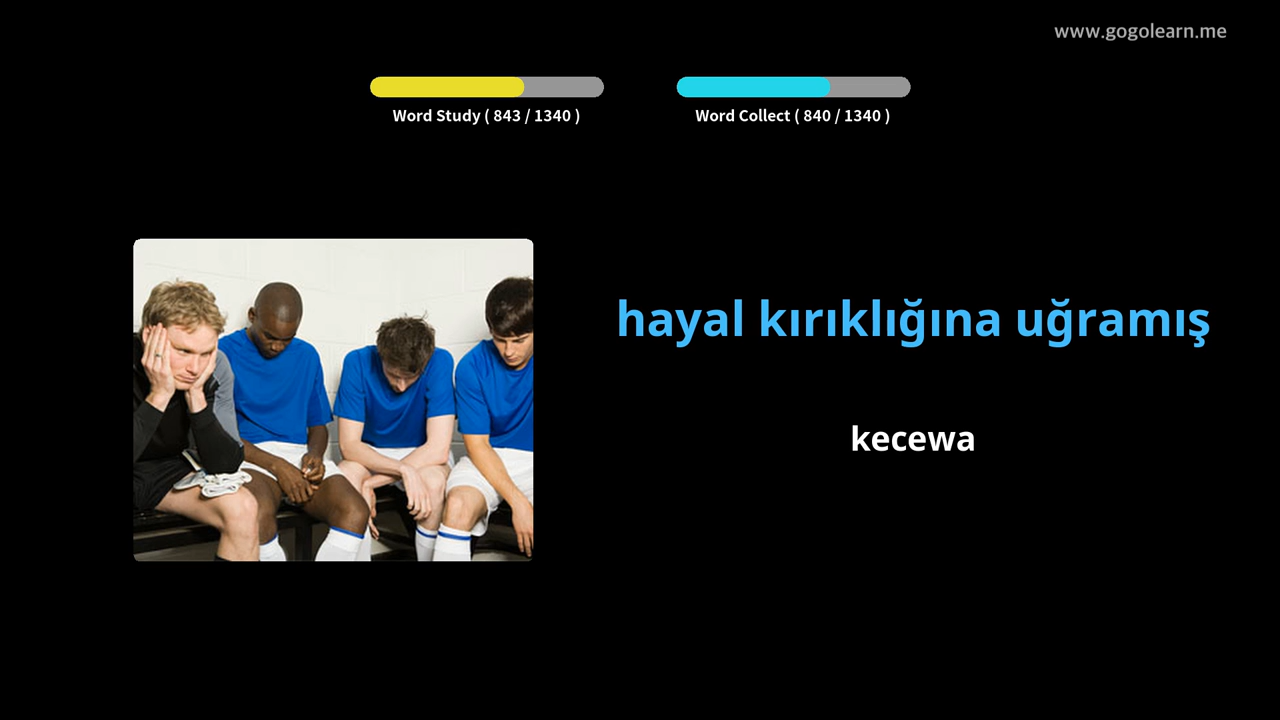 www.gogolearn.me
Word Study ( 843 / 1340 )
Word Collect ( 840 / 1340 )
hayal kırıklığına uğramış
kecewa